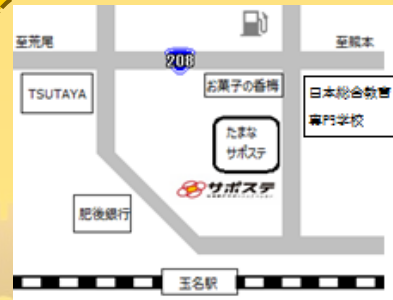 至荒尾
至熊本
208
TSUTAYA
お菓子の香梅
日本総合教育
専門学校
たまな
サポステ
サポステ
肥後銀行
玉名駅